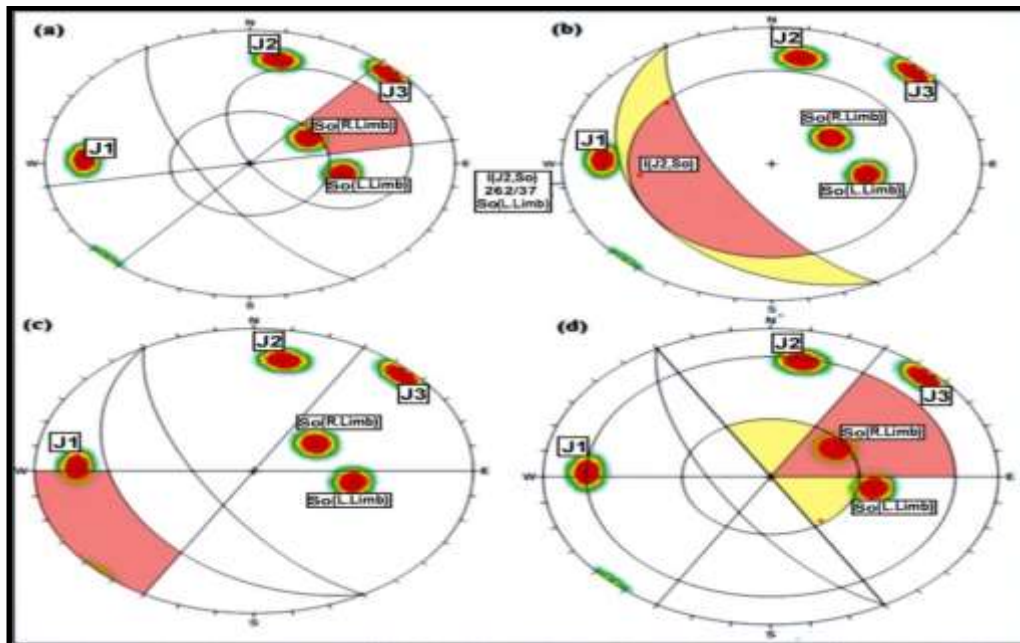 (a)
N
J2
J3
So(R.Limb)
J1
W
E
So(L.Limb)
S
(b)
N
J2
J3
So(R.Limb)
J1
W
E
I(J2,So)
So(L.Limb)
I(J2,So)
262/37
So(L.Limb)
S
(c)
N
J2
J3
So(R.Limb)
J1
W
E
So(L.Limb)
S
(d)
N
J2
J3
So(R.Limb)
J1
W
E
So(L.Limb)
S